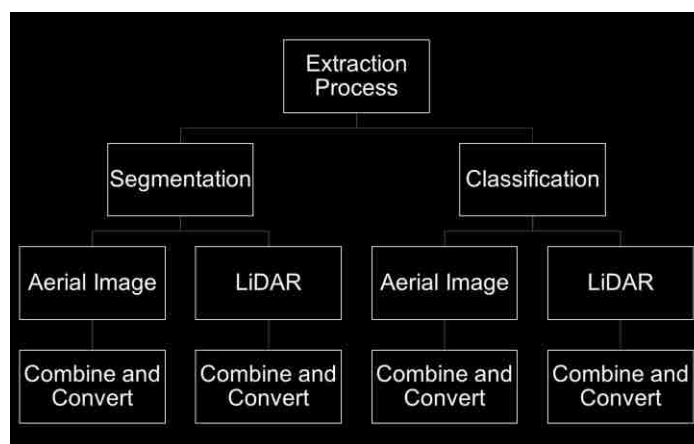 Extraction
Process
Segmentation
Classification
Aerial Image
LiDAR
Aerial Image
LiDAR
Combine and
Convert
Combine and
Convert
Combine and
Convert
Combine and
Convert